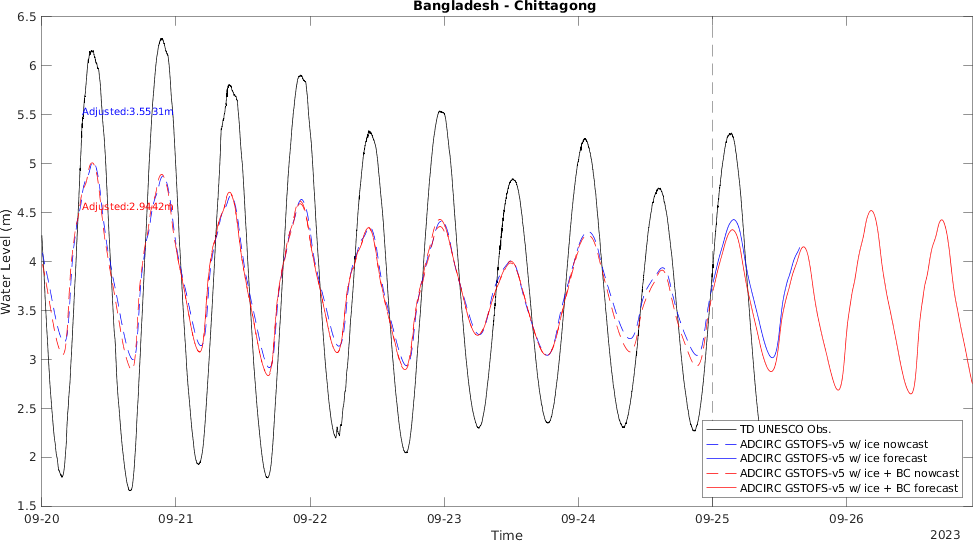 Bangladesh - Chittagong
Water Level (m)
6.5
6
5.5
5
4.5
4
3.5
3
2.5
2
1.5
Adjusted:3.5531m
Adjusted:2.9442m
TD UNESCO Obs.
ADCIRC GSTOFS-v5 w/ ice nowcast
ADCIRC GSTOFS-v5 w/ ice forecast
ADCIRC GSTOFS-v5 w/ ice + BC nowcast
ADCIRC GSTOFS-v5 w/ ice + BC forecast
09-20 09-21 09-22 09-23 09-24 09-25 09-26
Time
2023